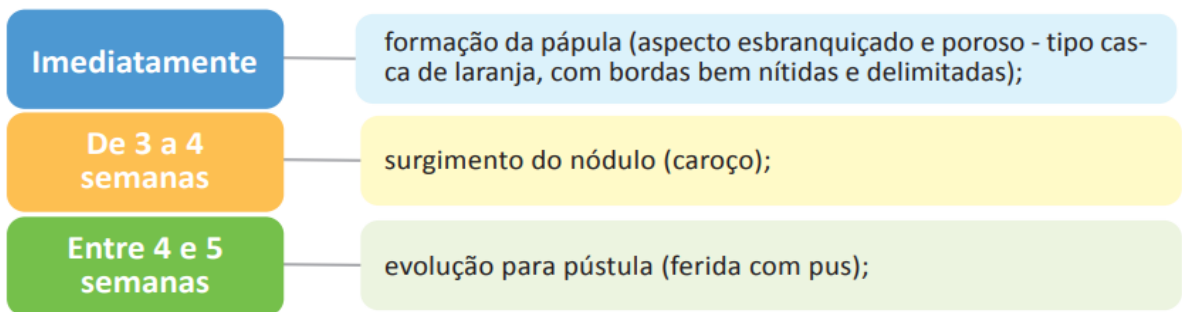 Imediatamente
formação da pápula (aspecto esbranquiçado e poroso - tipo cas-
ca de laranja, com bordas bem nítidas e delimitadas);
De 3 a 4
semanas
surgimento do nódulo (caroço);
Entre 4 e 5
semanas
evolução para pústula (ferida com pus);